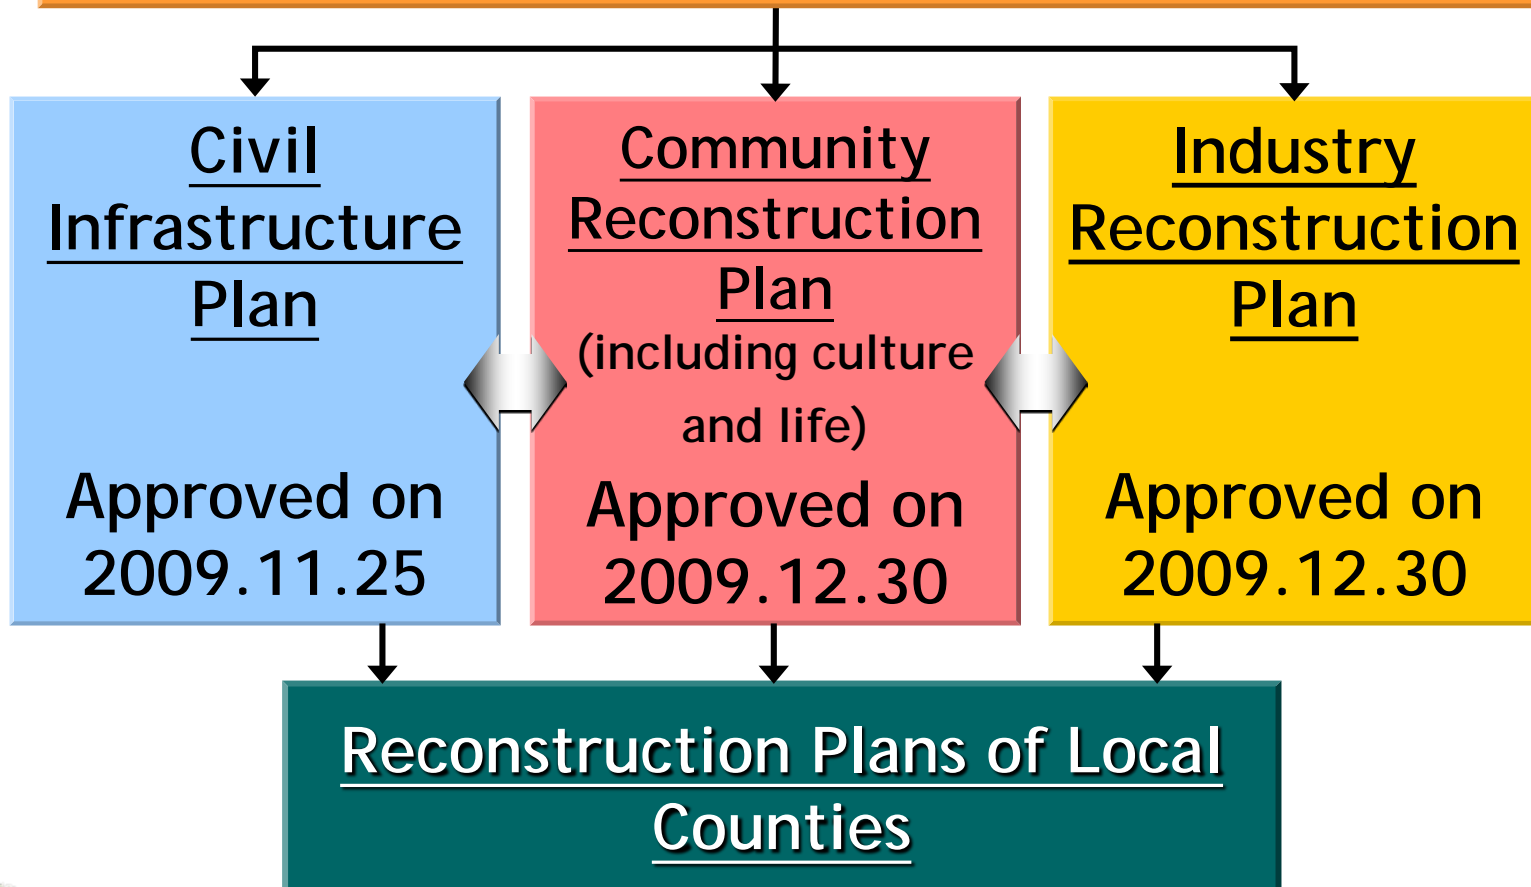 Civil
Infrastructure
Plan
Approved on
2009.11.25
Community
Reconstruction
Plan
(including culture
and life)
Approved on
2009.12.30
Industry
Reconstruction
Plan
Approved on
2009.12.30
Reconstruction Plans of Local
Counties